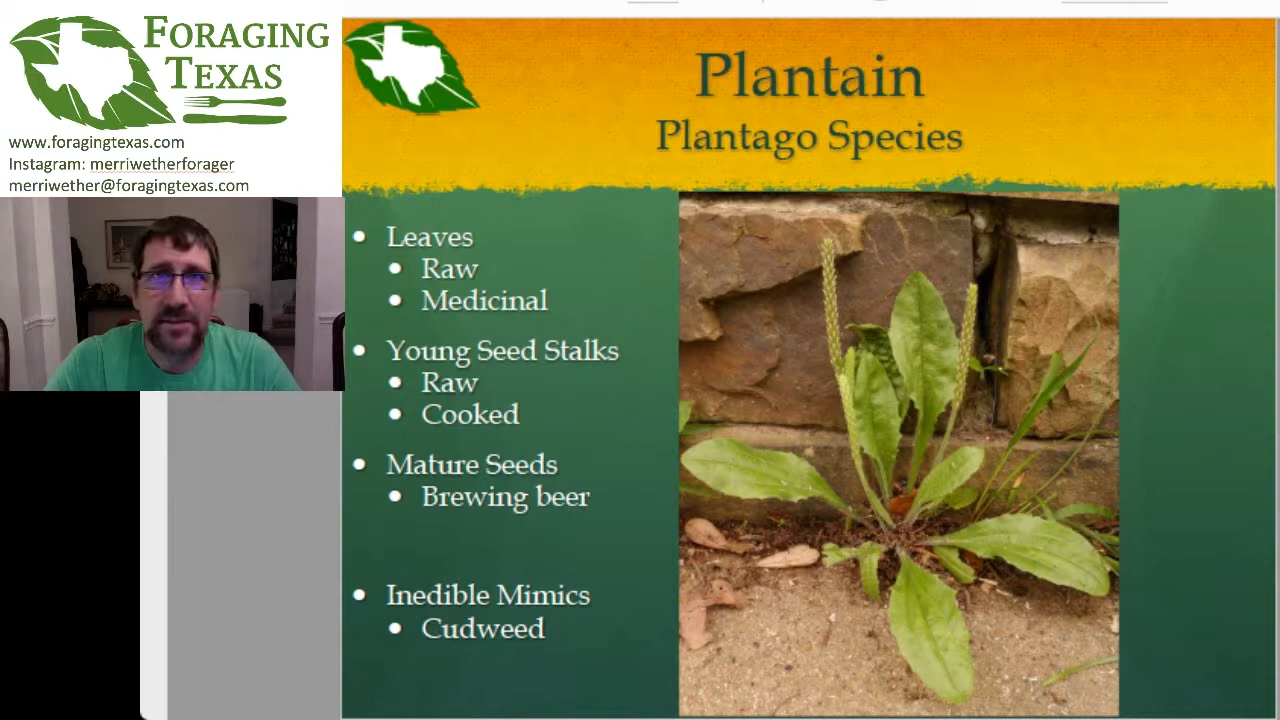 FORAGING
TEXAS
www.foragingtexas.com
Instagram: merriwetherforager
merriwether@foragingtexas.com
Plantain
Plantago Species
• Leaves
• Raw
• Medicinal
• Young Seed Stalks
• Raw
• Cooked
• Mature Seeds
• Brewing beer
• Inedible Mimics
• Cudweed